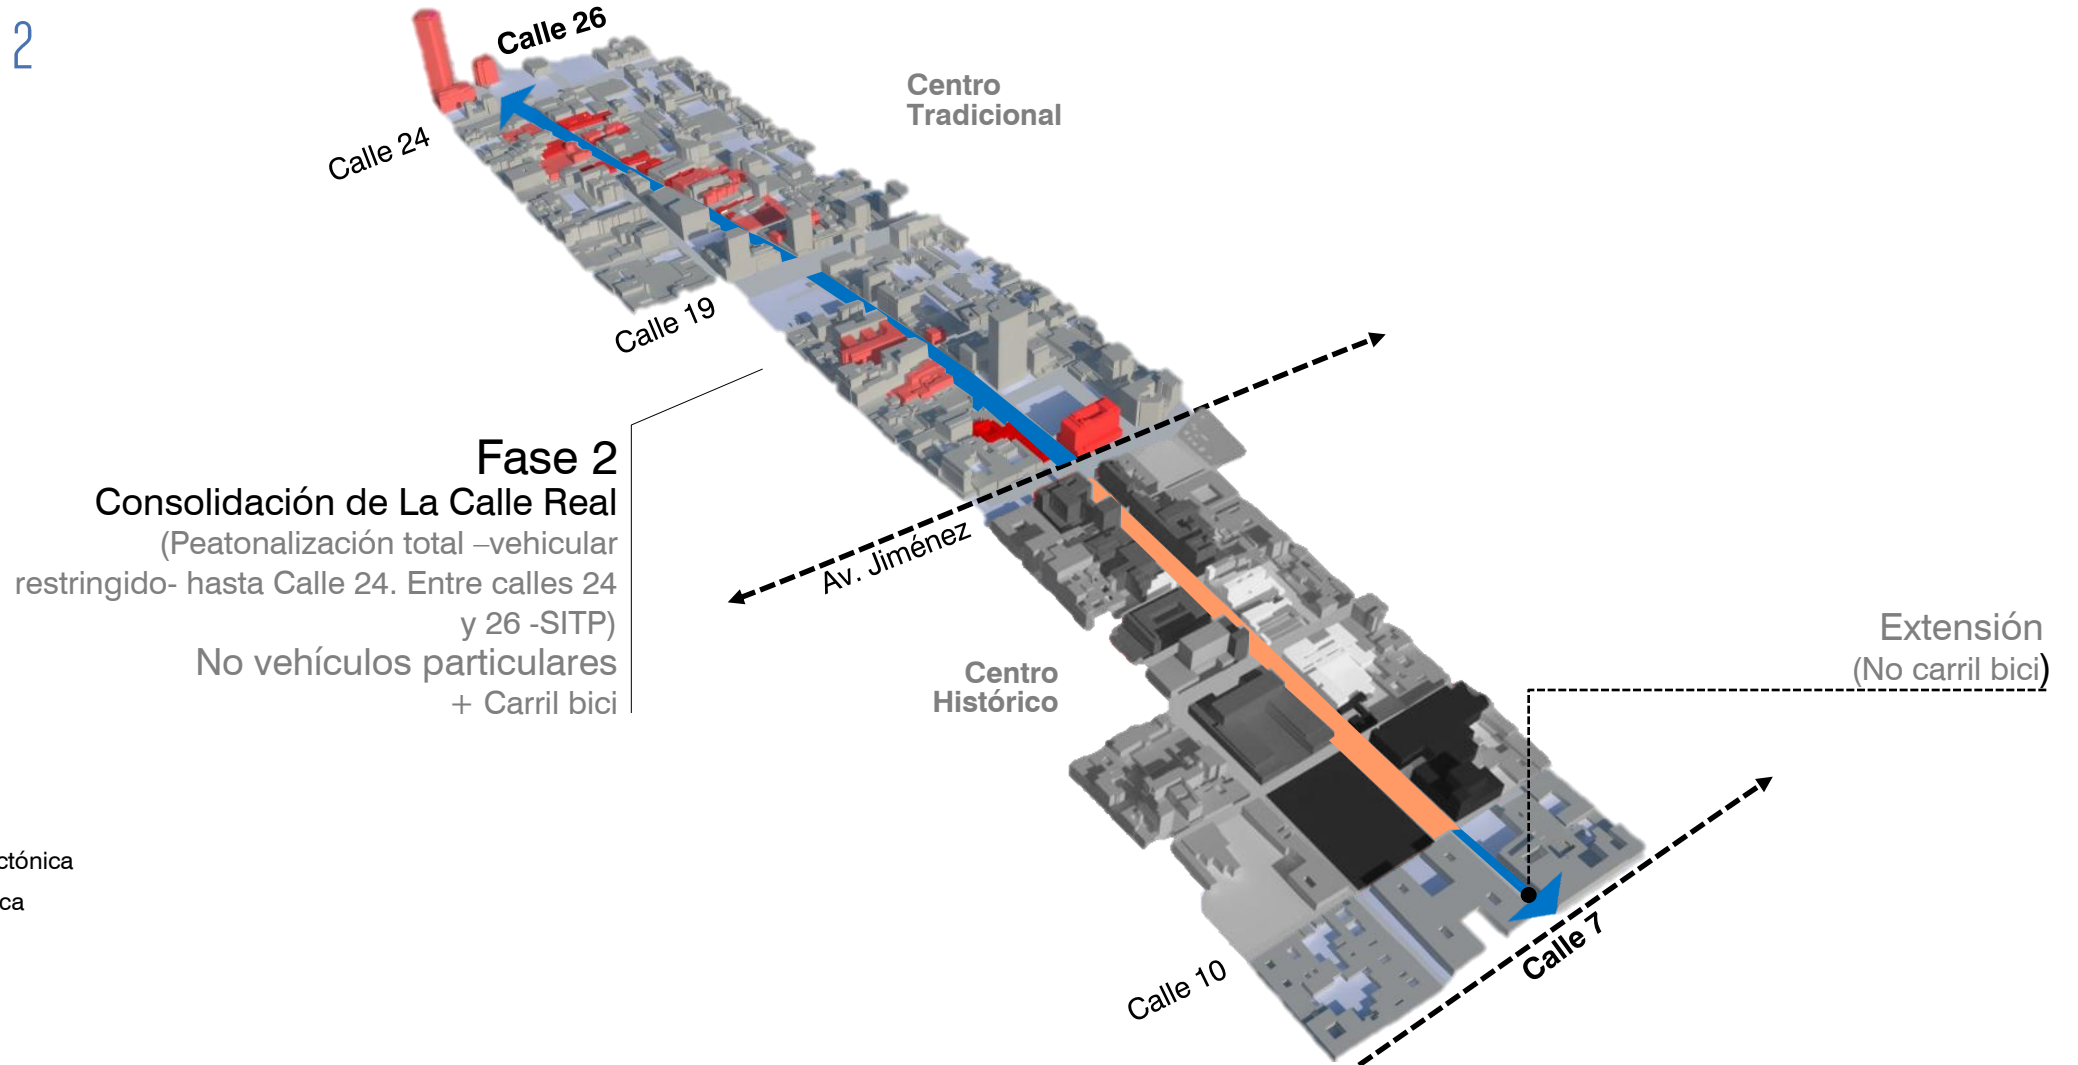 2
Calle 26
Centro
Tradicional
Calle 24
Calle 19
Fase 2
Consolidación de La Calle Real
(Peatonalización total –vehicular
restringido- hasta Calle 24. Entre calles 24
y 26 -SITP)
No vehículos particulares
+ Carril bici
Av. Jiménez
Centro
Histórico
Extensión
(No carril bici)
ctónica
ca
Calle 7
Calle 10